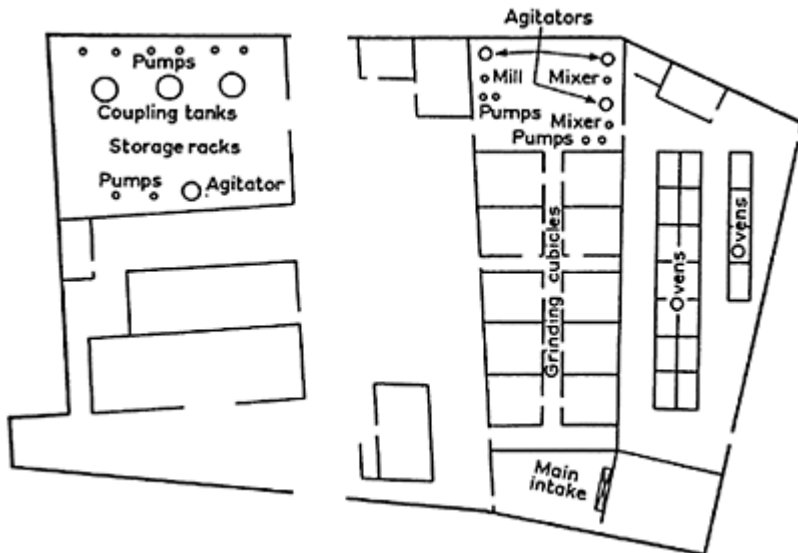 Pumps
Coupling tanks
Storage racks
Pumps
Agitator
Agitators
Mill
Mixer
Pumps
Mixer
Pumps
Grinding cubicles
Ovens
Ovens
Main
intake